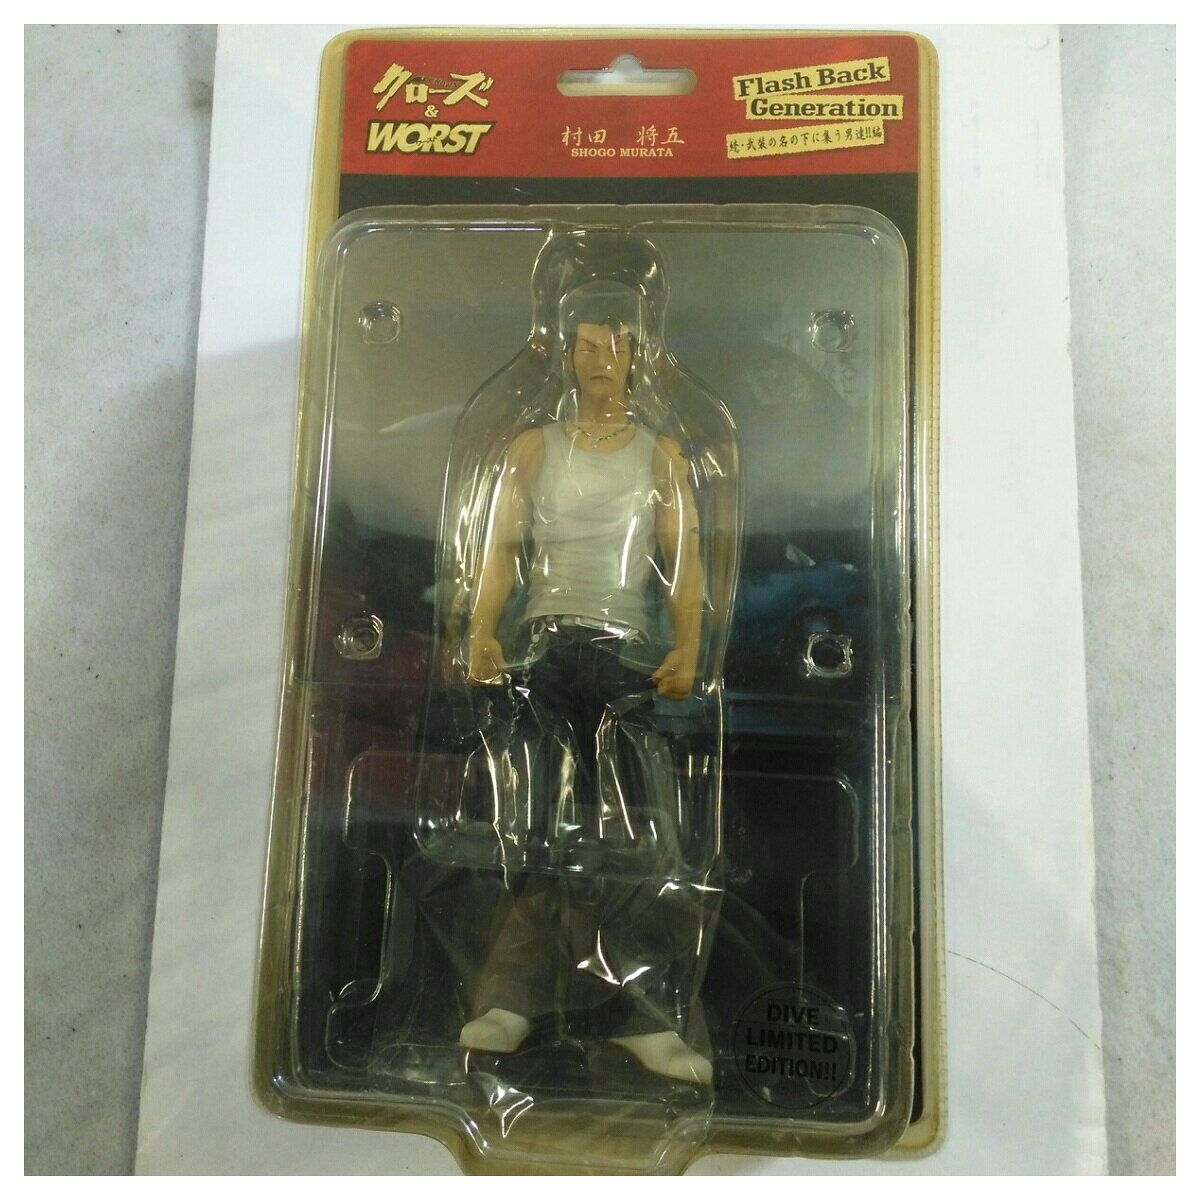 クローズ
&
WORST
村田 将五
SHOGO MURATA
Flash Back
Generation
続・武装の名の下に集う男達!!編
DIVE
LIMITED
EDITION!!